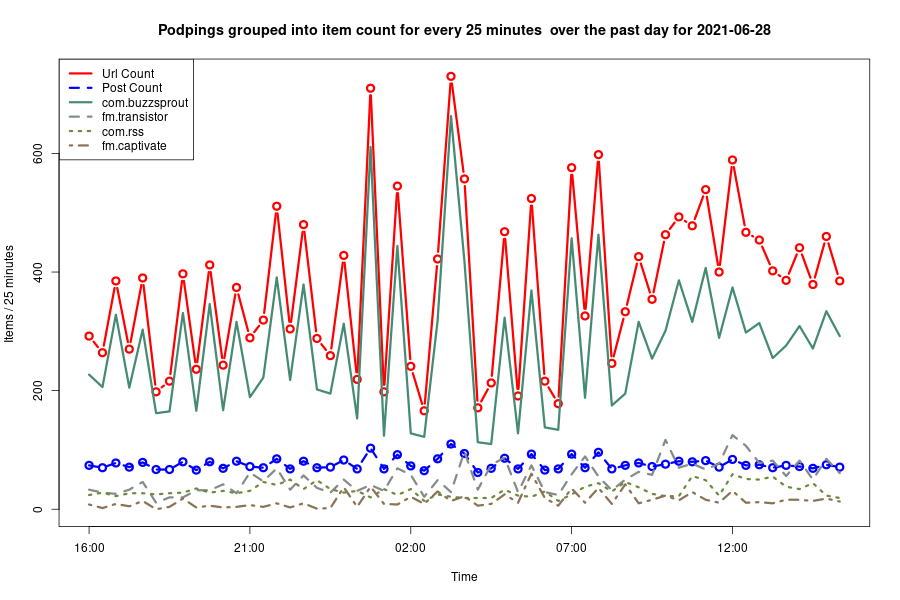 Podpings grouped into item count for every 25 minutes  over the past day for 2021-06-28
Url Count
Post Count
com.buzzsprout
fm.transistor
com.rss
fm.captivate
Items / 25 minutes
600
400
200
0
16:00
21:00
02:00
07:00
12:00
Time